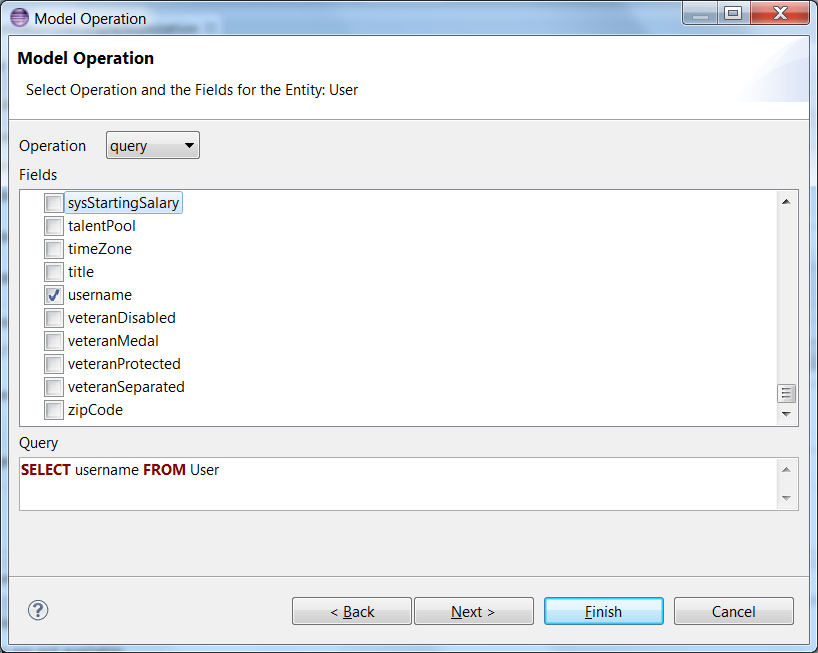 Model Operation
Model Operation
Select Operation and the Fields for the Entity: User
Operation query
Fields
sysStartingSalary
talentPool
timeZone
title
username
veteranDisabled
veteranMedal
veteranProtected
veteranSeparated
zipCode
Query
SELECT username FROM User
? < Back Next > Finish Cancel